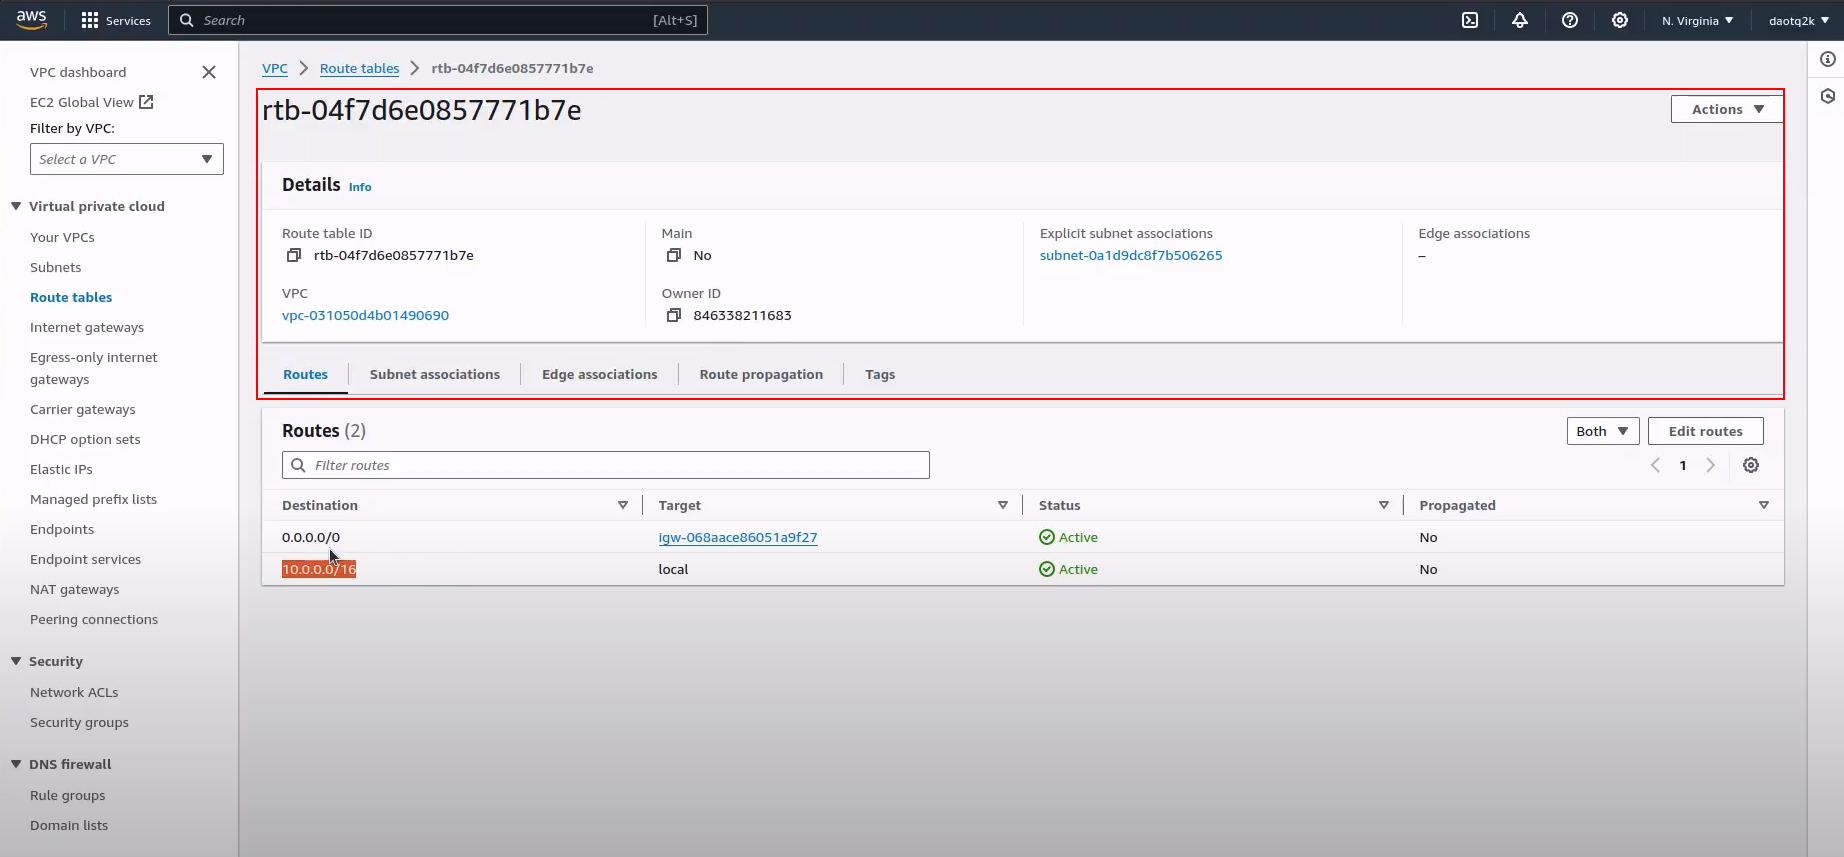 aws
Services
Search
[Alt+S]
N. Virginia
daotq2k
VPC dashboard
EC2 Global View
Filter by VPC:
Select a VPC
Virtual private cloud
Your VPCs
Subnets
Route tables
Internet gateways
Egress-only internet
gateways
Carrier gateways
DHCP option sets
Elastic IPs
Managed prefix lists
Endpoints
Endpoint services
NAT gateways
Peering connections
Security
Network ACLs
Security groups
DNS firewall
Rule groups
Domain lists
VPC
Route tables
rtb-04f7d6e0857771b7e
rtb-04f7d6e0857771b7e
Actions
Details Info
Route table ID
rtb-04f7d6e0857771b7e
Main
No
Explicit subnet associations
subnet-0a1d9dc8f7b506265
Edge associations
–
VPC
vpc-031050d4b01490690
Owner ID
846338211683
Routes
Subnet associations
Edge associations
Route propagation
Tags
Routes (2)
Both
Edit routes
Filter routes
1
Destination
Target
Status
Propagated
0.0.0.0/0
igw-068aace86051a9f27
Active
No
10.0.0.0/16
local
Active
No